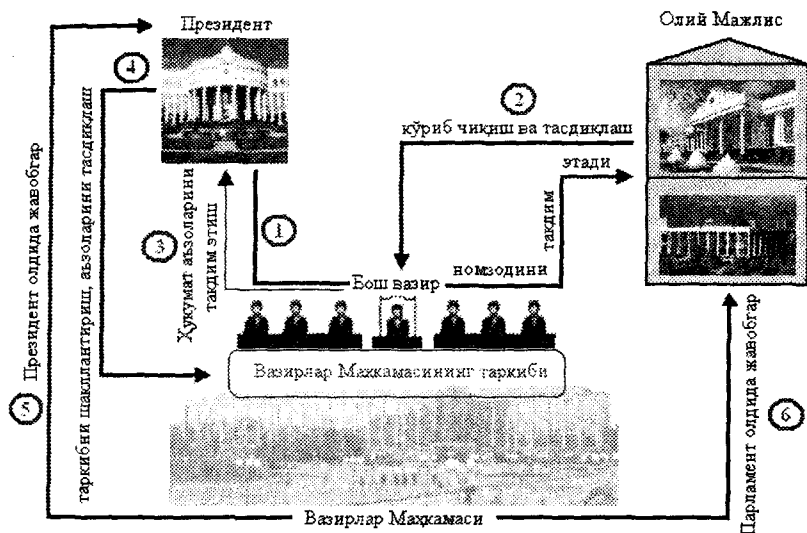 Президент
Олий Мажлис
4
2
кўриб чиқиш ва тасдиқлаш
этади
тақдим
1
3
Ҳукумат аъзоларини
тақдим этиш
Бош вазир
номзодини
Вазирлар Маҳкамасининг таркиби
таркибни шакллантириш, аъзоларини тасдиқлаш
5
Президент олдида жавобгар
6
Парламент олдида жавобгар
Вазирлар Маҳкамаси